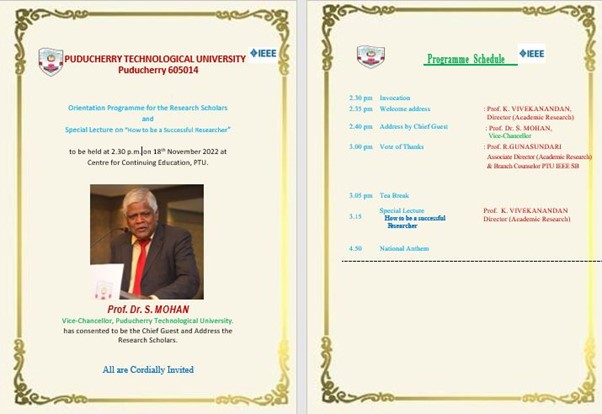 PUDUCHERRY TECHNOLOGICAL UNIVERSITY
IEEE
Puducherry 605014
Orientation Programme for the Research Scholars
and
Special Lecture on "How to be a Successful Researcher"
to be held at 2.30 p.m. on 18th November 2022 at
Centre for Continuing Education, PTU.
Prof. Dr. S. MOHAN
Vice-Chancellor, Puducherry Technological University.
has consented to be the Chief Guest and Address the
Research Scholars.
All are Cordially Invited
IEEE
Programme Schedule
2.30 pm Invocation
2.35 pm Welcome address : Prof. K. VIVEKANANDAN,
Director (Academic Research)
2.40 pm Address by Chief Guest : Prof. Dr. S. MOHAN,
Vice-Chancellor
3.00 pm Vote of Thanks : Prof. R.GUNASUNDARI
Associate Director (Academic Research)
& Branch Counselor PTU IEEE SB
3.05 pm Tea Break
3.15 Special Lecture Prof. K. VIVEKANANDAN
How to be a successful Director (Academic Research)
Researcher
4.50 National Anthem